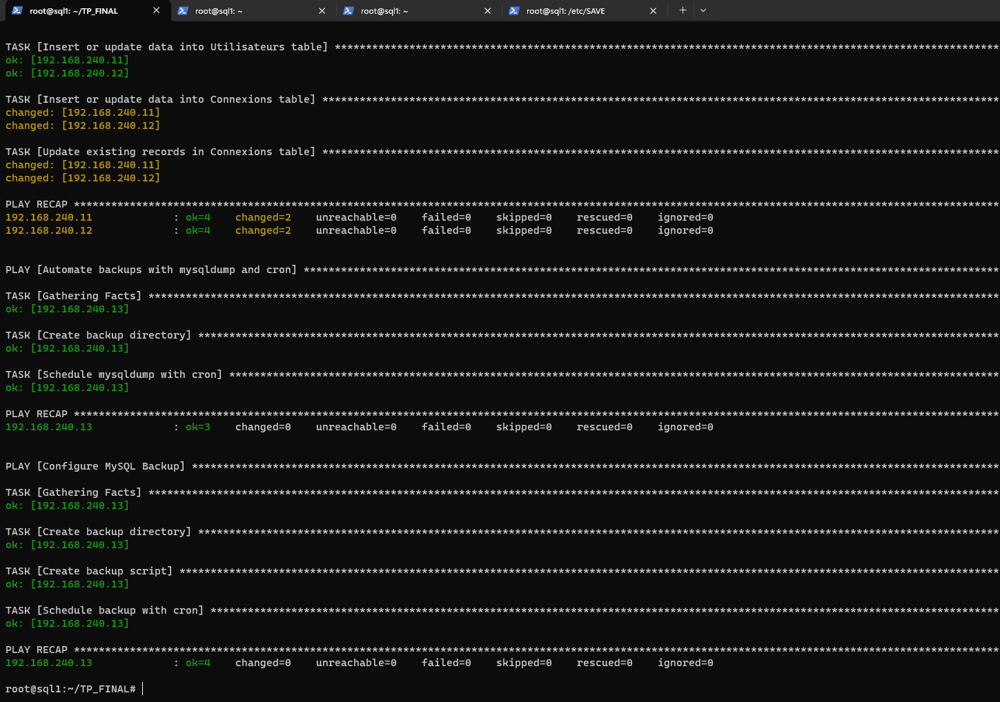 root@sql1: ~/TP_FINAL
root@sql1: ~
root@sql1: ~
root@sql1: /etc/SAVE
TASK [Insert or update data into Utilisateurs table] ***********************************************************************************************************
ok: [192.168.240.11]
ok: [192.168.240.12]
TASK [Insert or update data into Connexions table] *************************************************************************************************************
changed: [192.168.240.11]
changed: [192.168.240.12]
TASK [Update existing records in Connexions table] *************************************************************************************************************
changed: [192.168.240.11]
changed: [192.168.240.12]
PLAY RECAP *****************************************************************************************************************************************************
192.168.240.11 : ok=4 changed=2 unreachable=0 failed=0 skipped=0 rescued=0 ignored=0
192.168.240.12 : ok=4 changed=2 unreachable=0 failed=0 skipped=0 rescued=0 ignored=0
PLAY [Automate backups with mysqldump and cron] ****************************************************************************************************************
TASK [Gathering Facts] *****************************************************************************************************************************************
ok: [192.168.240.13]
TASK [Create backup directory] *********************************************************************************************************************************
ok: [192.168.240.13]
TASK [Schedule mysqldump with cron] ****************************************************************************************************************************
ok: [192.168.240.13]
PLAY RECAP *****************************************************************************************************************************************************
192.168.240.13 : ok=3 changed=0 unreachable=0 failed=0 skipped=0 rescued=0 ignored=0
PLAY [Configure MySQL Backup] **********************************************************************************************************************************
TASK [Gathering Facts] *****************************************************************************************************************************************
ok: [192.168.240.13]
TASK [Create backup directory] *********************************************************************************************************************************
ok: [192.168.240.13]
TASK [Create backup script] ************************************************************************************************************************************
ok: [192.168.240.13]
TASK [Schedule backup with cron] *******************************************************************************************************************************
ok: [192.168.240.13]
PLAY RECAP *****************************************************************************************************************************************************
192.168.240.13 : ok=4 changed=0 unreachable=0 failed=0 skipped=0 rescued=0 ignored=0
root@sql1:~/TP_FINAL#